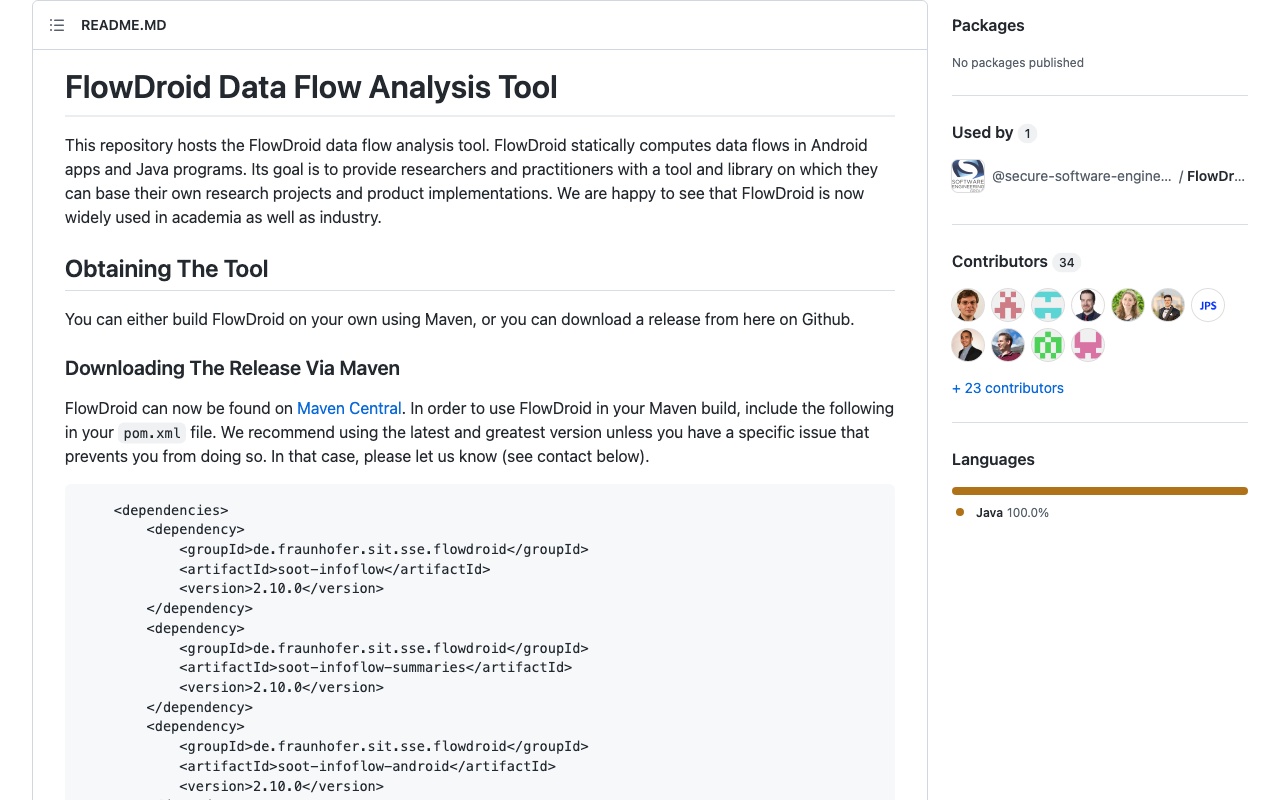 README.MD
FlowDroid Data Flow Analysis Tool
This repository hosts the FlowDroid data flow analysis tool. FlowDroid statically computes data flows in Android
apps and Java programs. Its goal is to provide researchers and practitioners with a tool and library on which they
can base their own research projects and product implementations. We are happy to see that FlowDroid is now
widely used in academia as well as industry.
Obtaining The Tool
You can either build FlowDroid on your own using Maven, or you can download a release from here on Github.
Downloading The Release Via Maven
FlowDroid can now be found on Maven Central. In order to use FlowDroid in your Maven build, include the following
in your pom.xml file. We recommend using the latest and greatest version unless you have a specific issue that
prevents you from doing so. In that case, please let us know (see contact below).
<dependencies>
<dependency>
<groupId>de.fraunhofer.sit.sse.flowdroid</groupId>
<artifactId>soot-infoflow</artifactId>
<version>2.10.0</version>
</dependency>
<dependency>
<groupId>de.fraunhofer.sit.sse.flowdroid</groupId>
<artifactId>soot-infoflow-summaries</artifactId>
<version>2.10.0</version>
</dependency>
<dependency>
<groupId>de.fraunhofer.sit.sse.flowdroid</groupId>
<artifactId>soot-infoflow-android</artifactId>
<version>2.10.0</version>
Packages
No packages published
Used by 1
SOFTWARE
ENGINEERING
@secure-software-engine... / FlowDr...
Contributors 34
JPS
+ 23 contributors
Languages
Java 100.0%